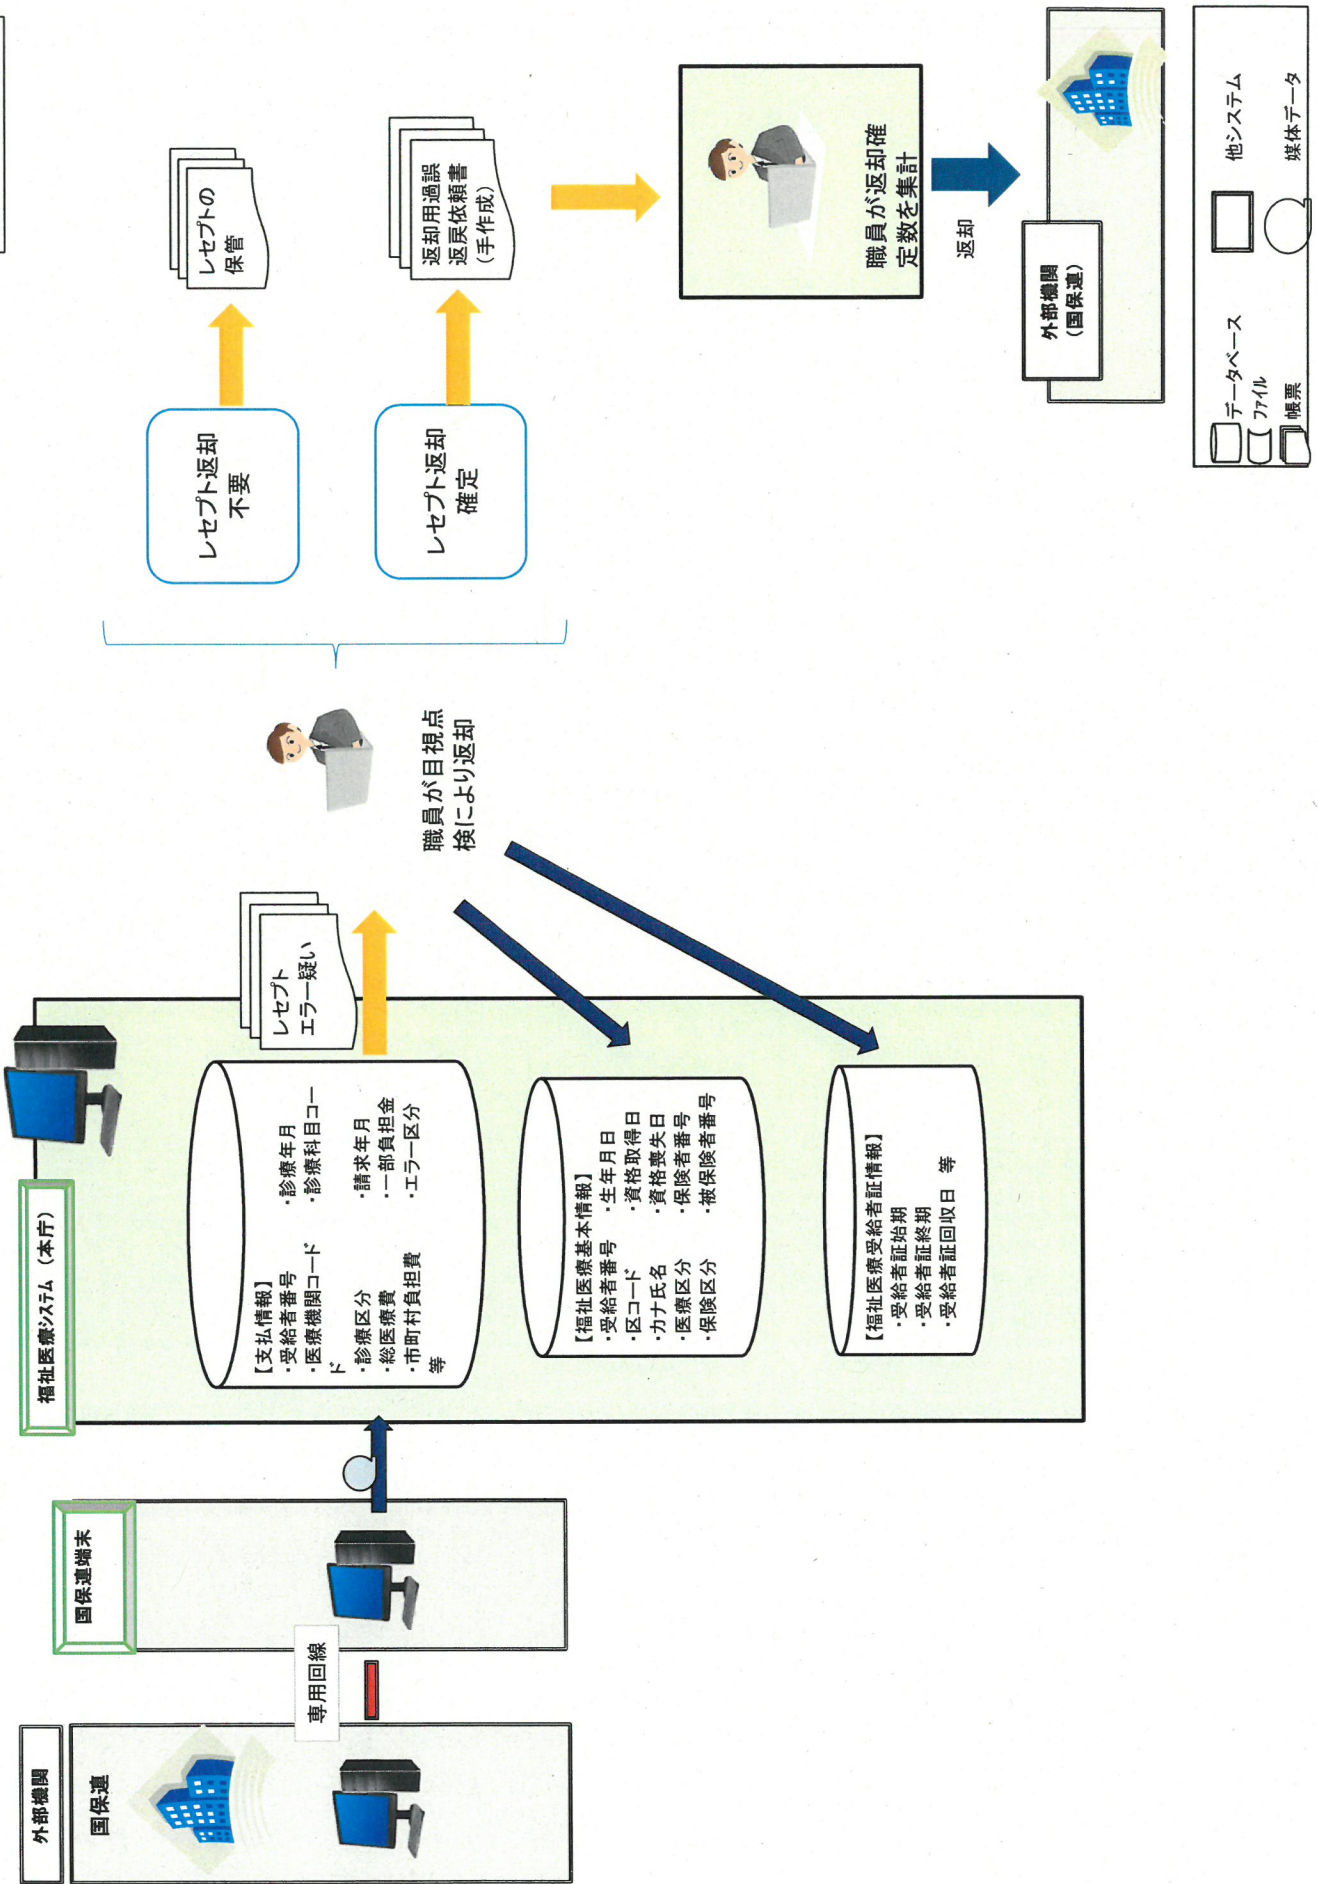 外部機関
国保連
専用回線
国保連端末
福祉医療システム（本庁）
【支払情報】
・受給者番号　・診療年月
・医療機関コード　・診療科目コー
ド
・診療区分　・請求年月
・総医療費　・一部負担金
・市町村負担費　・エラー区分
等
【福祉医療基本情報】
・受給者番号　・生年月日
・区コード　・資格取得日
・カナ氏名　・資格喪失日
・医療区分　・保険者番号
・保険区分　・被保険者番号
【福祉医療受給者証情報】
・受給者証始期
・受給者証終期
・受給者証回収日　等
レセプト
エラー疑い
職員が目視点
検により返却
レセプト返却
不要
レセプトの
保管
レセプト返却
確定
返却用過誤
返戻依頼書
（手作成）
職員が返却確
定数を集計
返却
外部機関
（国保連）
データベース
ファイル
帳票
他システム
媒体データ